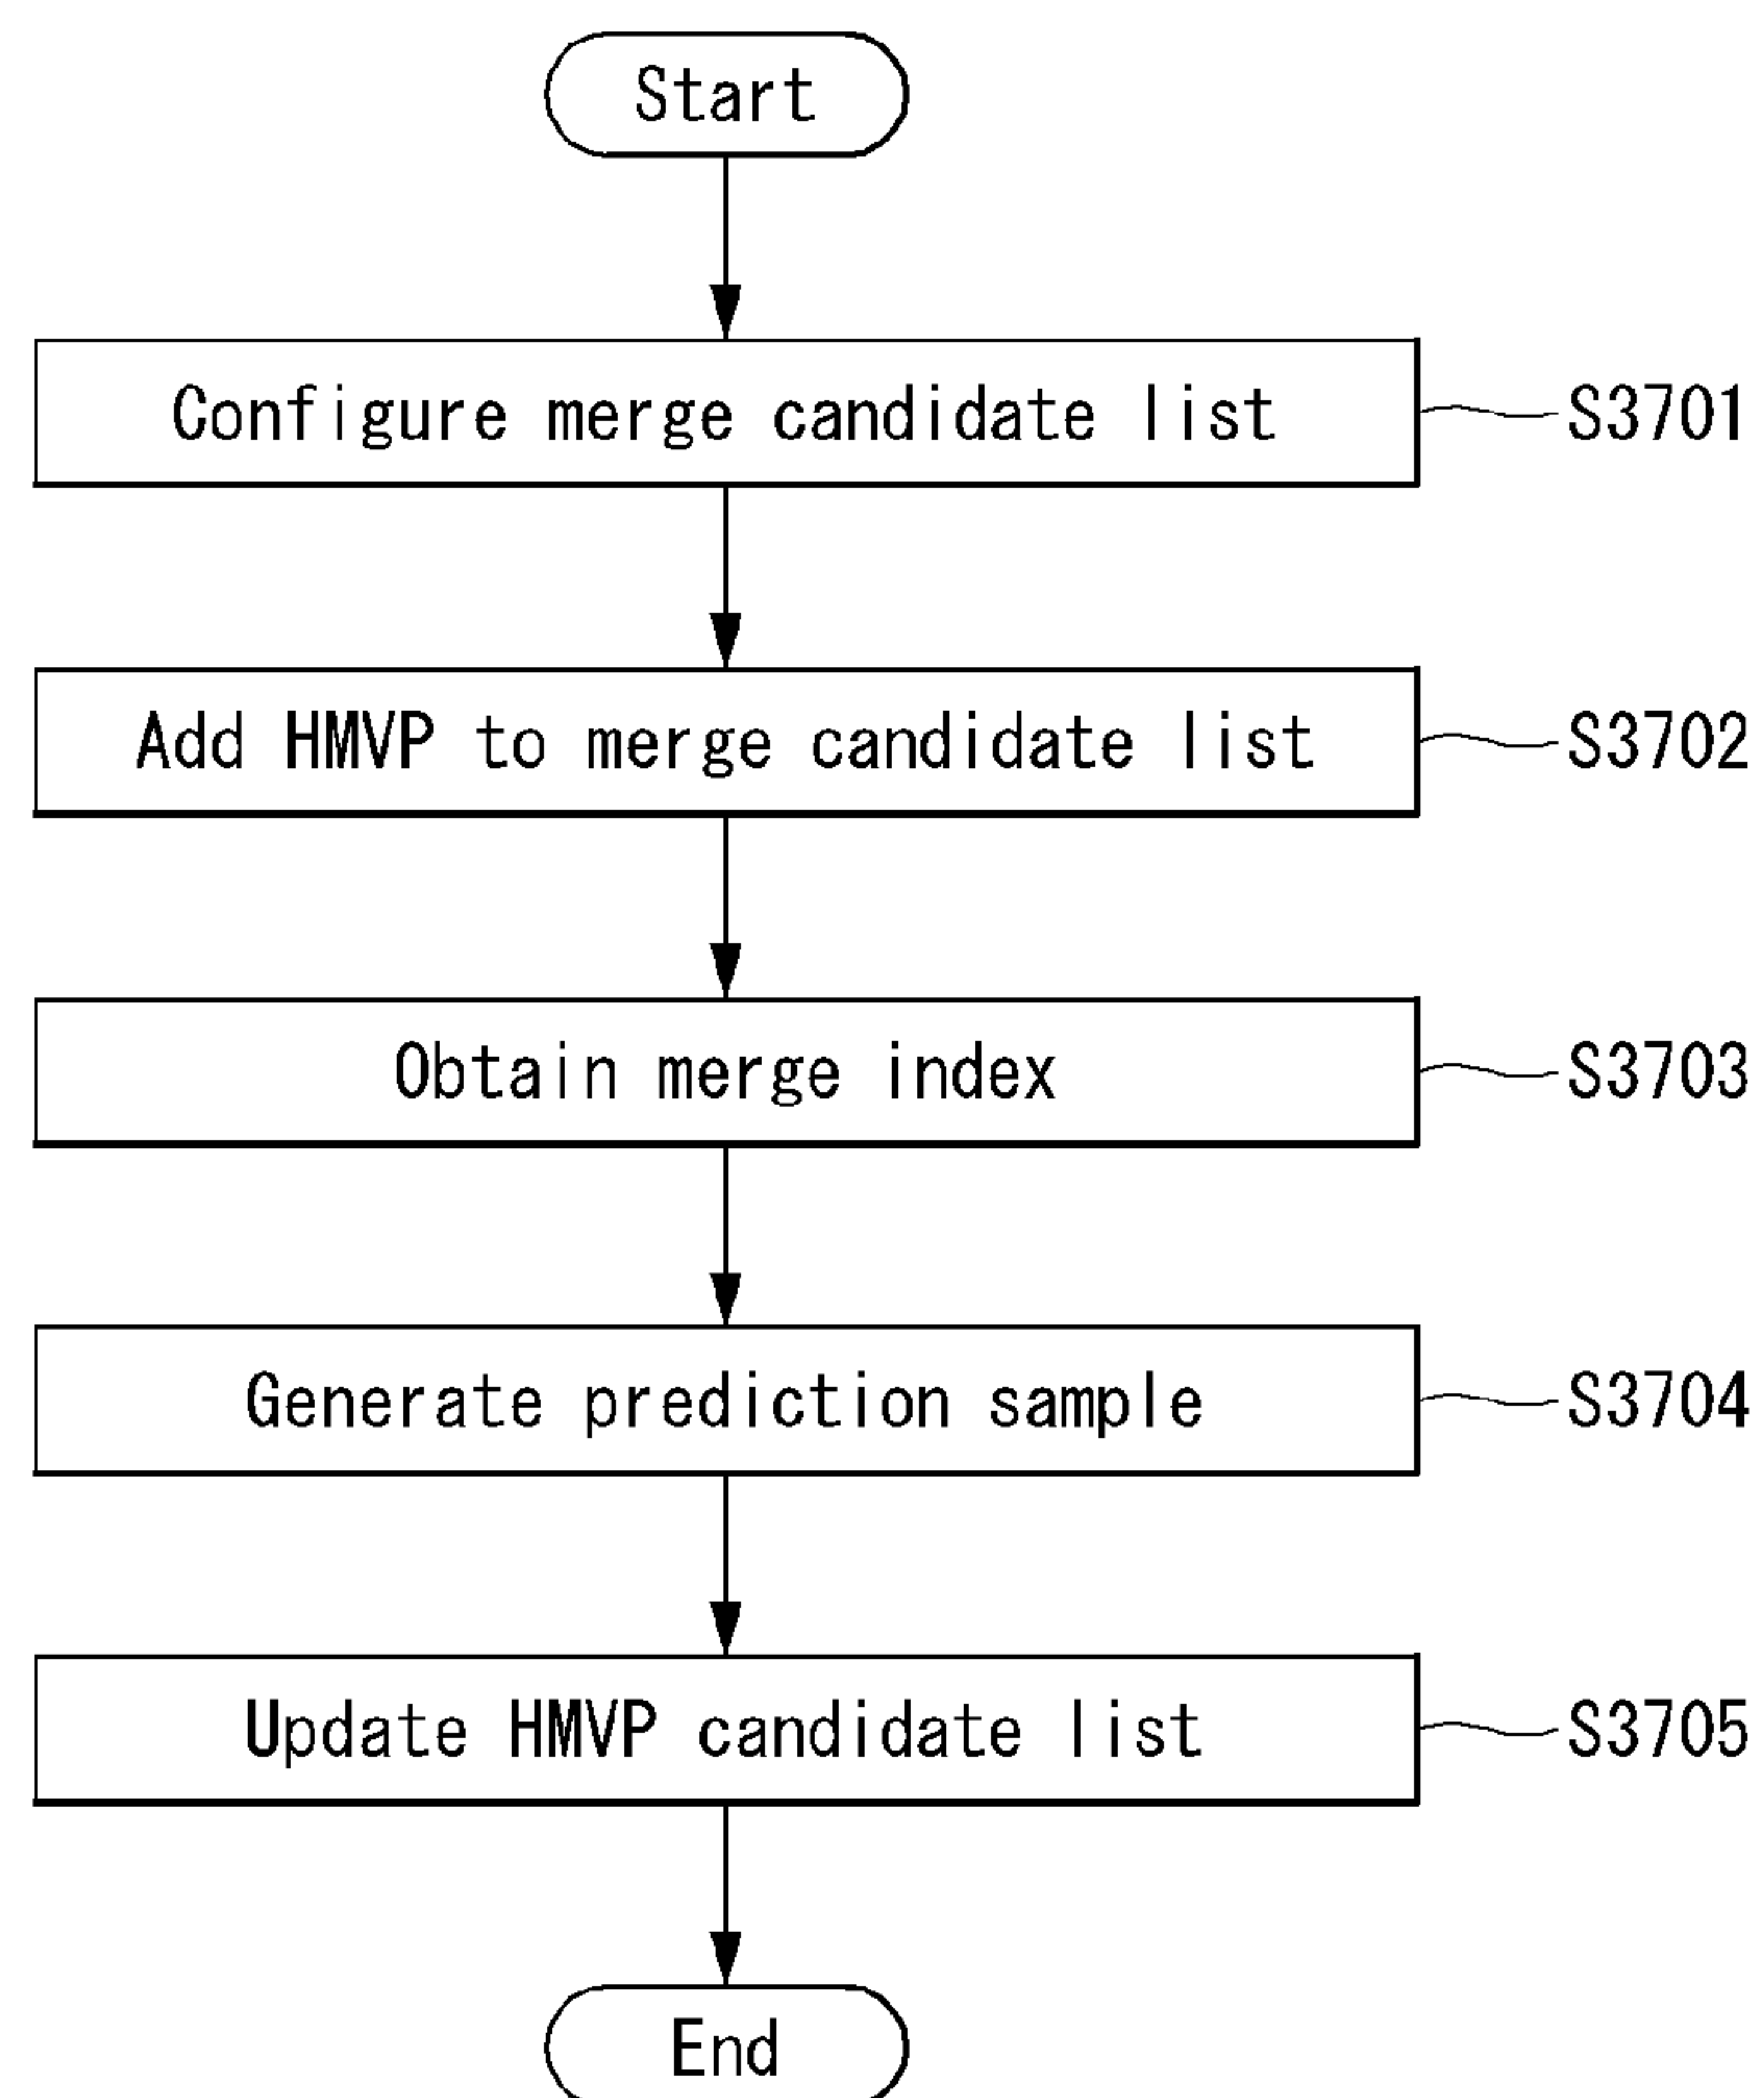 Start
Configure merge candidate list
S3701
Add HMVP to merge candidate list
S3702
Obtain merge index
S3703
Generate prediction sample
S3704
Update HMVP candidate list
S3705
End